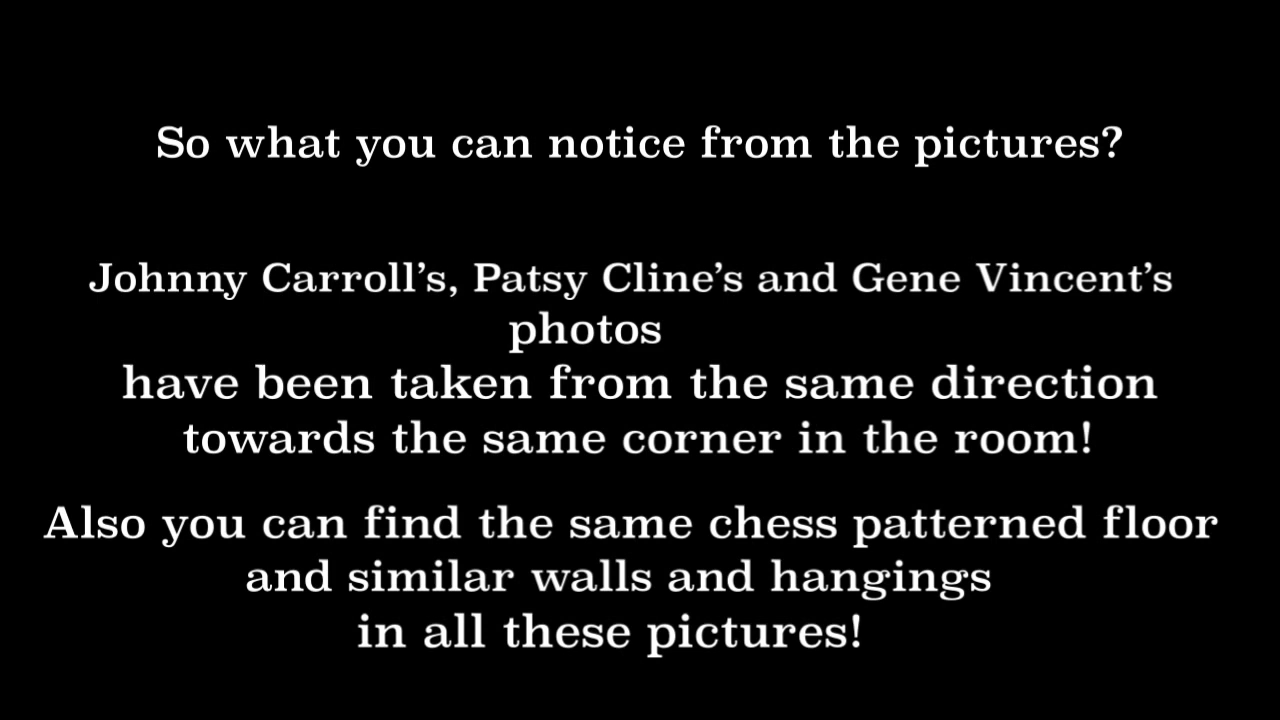 So what you can notice from the pictures?
Johnny Carroll’s, Patsy Cline’s and Gene Vincent’s
photos
have been taken from the same direction
towards the same corner in the room!
Also you can find the same chess patterned floor
and similar walls and hangings
in all these pictures!